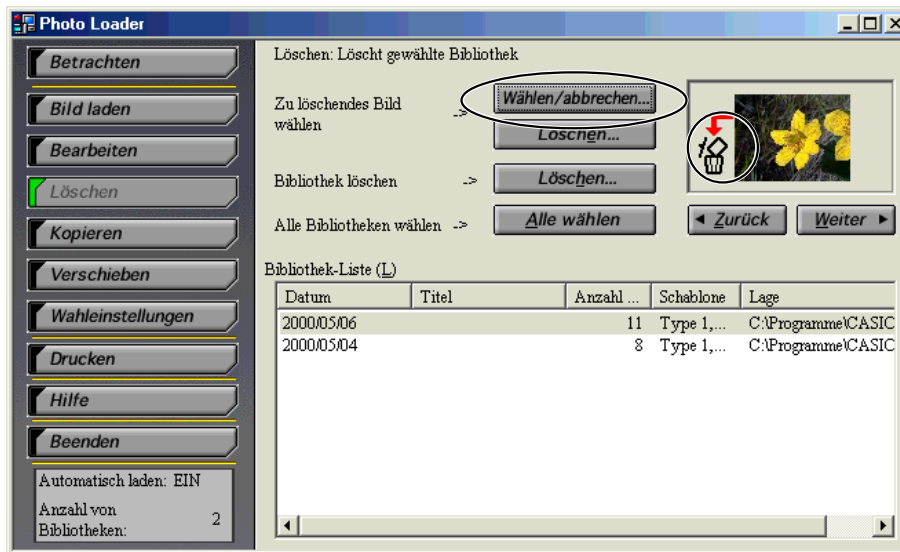 Photo Loader
Betrachten
Bild laden
Bearbeiten
Löschen
Kopieren
Verschieben
Wahleinstellungen
Drucken
Hilfe
Beenden
Automatisch laden: EIN
Anzahl von
Bibliotheken: 2
Löschen: Löscht gewählte Bibliothek
Zu löschendes Bild
wählen -> Wählen/abbrechen...
Löschen...
Bibliothek löschen -> Löschen...
Alle Bibliotheken wählen -> Alle wählen
Zurück Weiter
Bibliothek-Liste (L)
Datum Titel Anzahl ... Schablone Lage
2000/05/06 11 Type 1,... C:\Programme\CASIC
2000/05/04 8 Type 1,... C:\Programme\CASIC